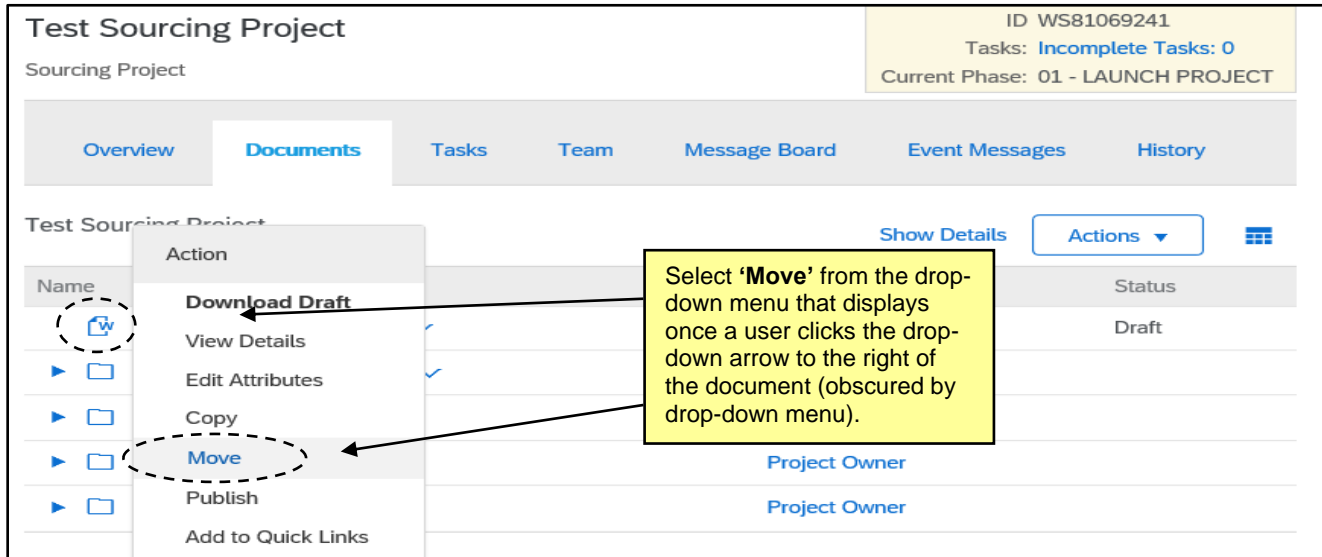 Test Sourcing Project
Sourcing Project
ID WS81069241
Tasks: Incomplete Tasks: 0
Current Phase: 01 - LAUNCH PROJECT
Overview Documents Tasks Team Message Board Event Messages History
Test Sourcing Project
Show Details Actions
Name Status
Draft
Action
Download Draft
View Details
Edit Attributes
Copy
Move
Publish
Add to Quick Links
Select ‘Move’ from the drop-
down menu that displays
once a user clicks the drop-
down arrow to the right of
the document (obscured by
drop-down menu).
Project Owner
Project Owner